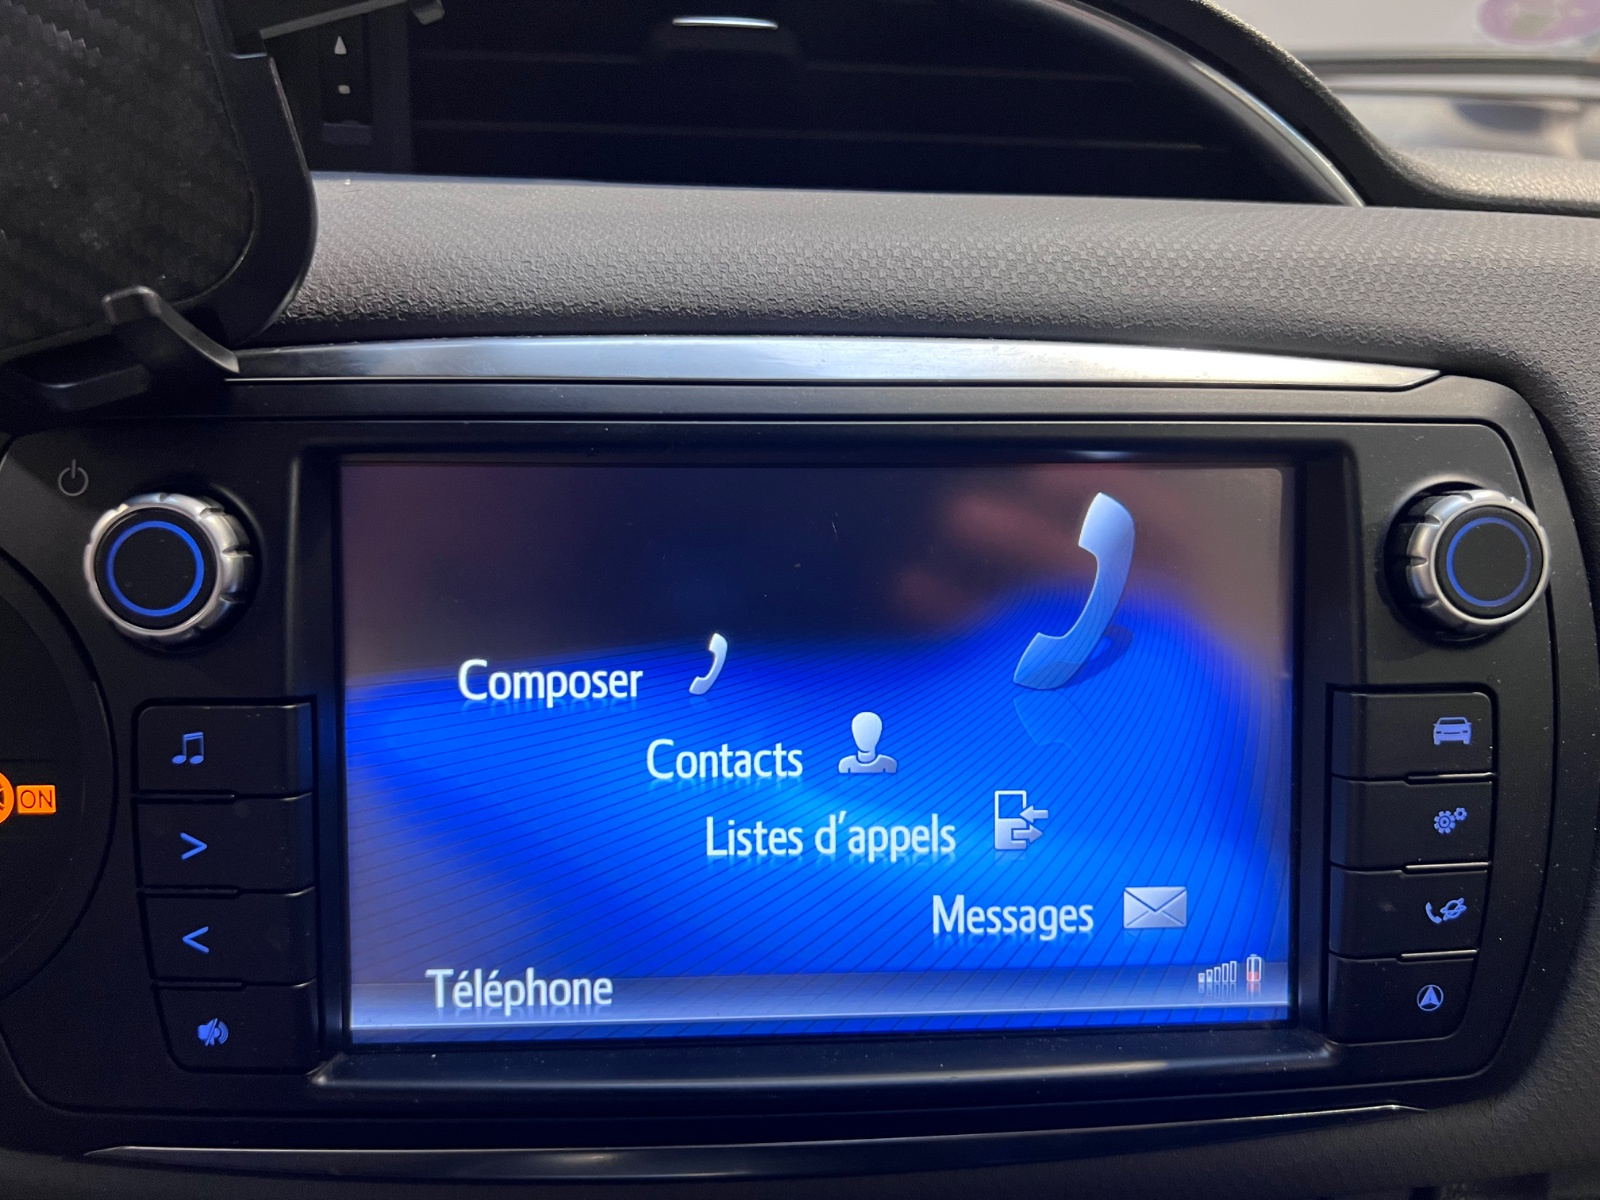 Composer
Contacts
Listes d'appels
Messages
Téléphone
ON